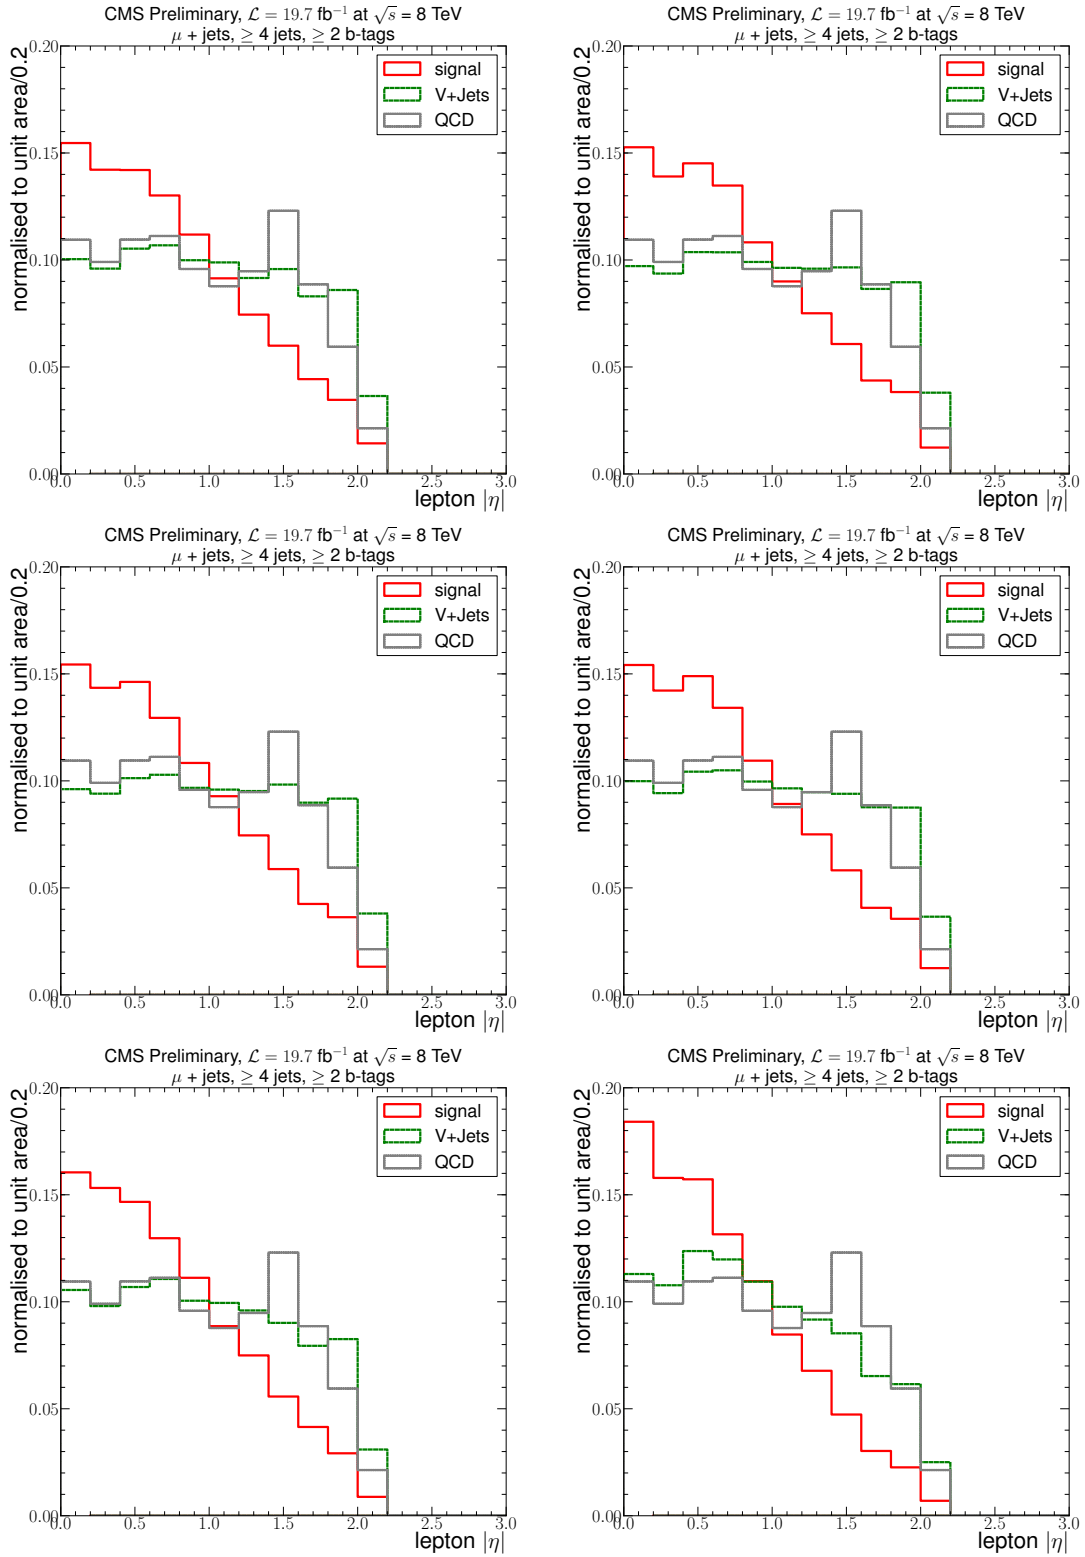 CMS Preliminary, ℒ = 19.7 fb⁻¹ at √s = 8 TeV
μ + jets, ≥ 4 jets, ≥ 2 b-tags
normalised to unit area/0.2
0.20
0.15
0.10
0.05
0.00
signal
V+Jets
QCD
0.0 0.5 1.0 1.5 2.0 2.5 3.0
lepton |η|
CMS Preliminary, ℒ = 19.7 fb⁻¹ at √s = 8 TeV
μ + jets, ≥ 4 jets, ≥ 2 b-tags
normalised to unit area/0.2
0.20
0.15
0.10
0.05
0.00
signal
V+Jets
QCD
0.0 0.5 1.0 1.5 2.0 2.5 3.0
lepton |η|
CMS Preliminary, ℒ = 19.7 fb⁻¹ at √s = 8 TeV
μ + jets, ≥ 4 jets, ≥ 2 b-tags
normalised to unit area/0.2
0.20
0.15
0.10
0.05
0.00
signal
V+Jets
QCD
0.0 0.5 1.0 1.5 2.0 2.5 3.0
lepton |η|
CMS Preliminary, ℒ = 19.7 fb⁻¹ at √s = 8 TeV
μ + jets, ≥ 4 jets, ≥ 2 b-tags
normalised to unit area/0.2
0.20
0.15
0.10
0.05
0.00
signal
V+Jets
QCD
0.0 0.5 1.0 1.5 2.0 2.5 3.0
lepton |η|
CMS Preliminary, ℒ = 19.7 fb⁻¹ at √s = 8 TeV
μ + jets, ≥ 4 jets, ≥ 2 b-tags
normalised to unit area/0.2
0.20
0.15
0.10
0.05
0.00
signal
V+Jets
QCD
0.0 0.5 1.0 1.5 2.0 2.5 3.0
lepton |η|
CMS Preliminary, ℒ = 19.7 fb⁻¹ at √s = 8 TeV
μ + jets, ≥ 4 jets, ≥ 2 b-tags
normalised to unit area/0.2
0.20
0.15
0.10
0.05
0.00
signal
V+Jets
QCD
0.0 0.5 1.0 1.5 2.0 2.5 3.0
lepton |η|